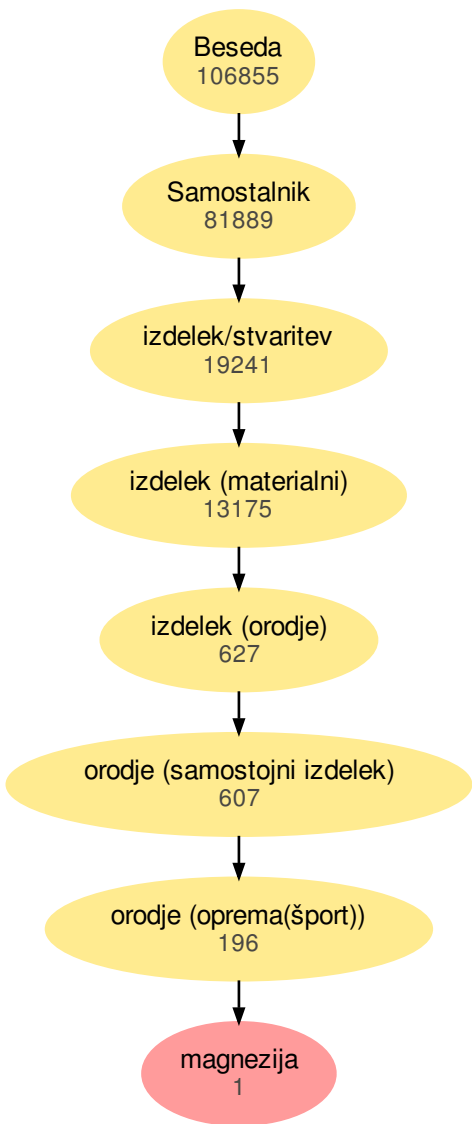 Beseda
106855
Samostalnik
81889
izdelek/stvaritev
19241
izdelek (materialni)
13175
izdelek (orodje)
627
orodje (samostojni izdelek)
607
orodje (oprema(šport))
196
magnezija
1